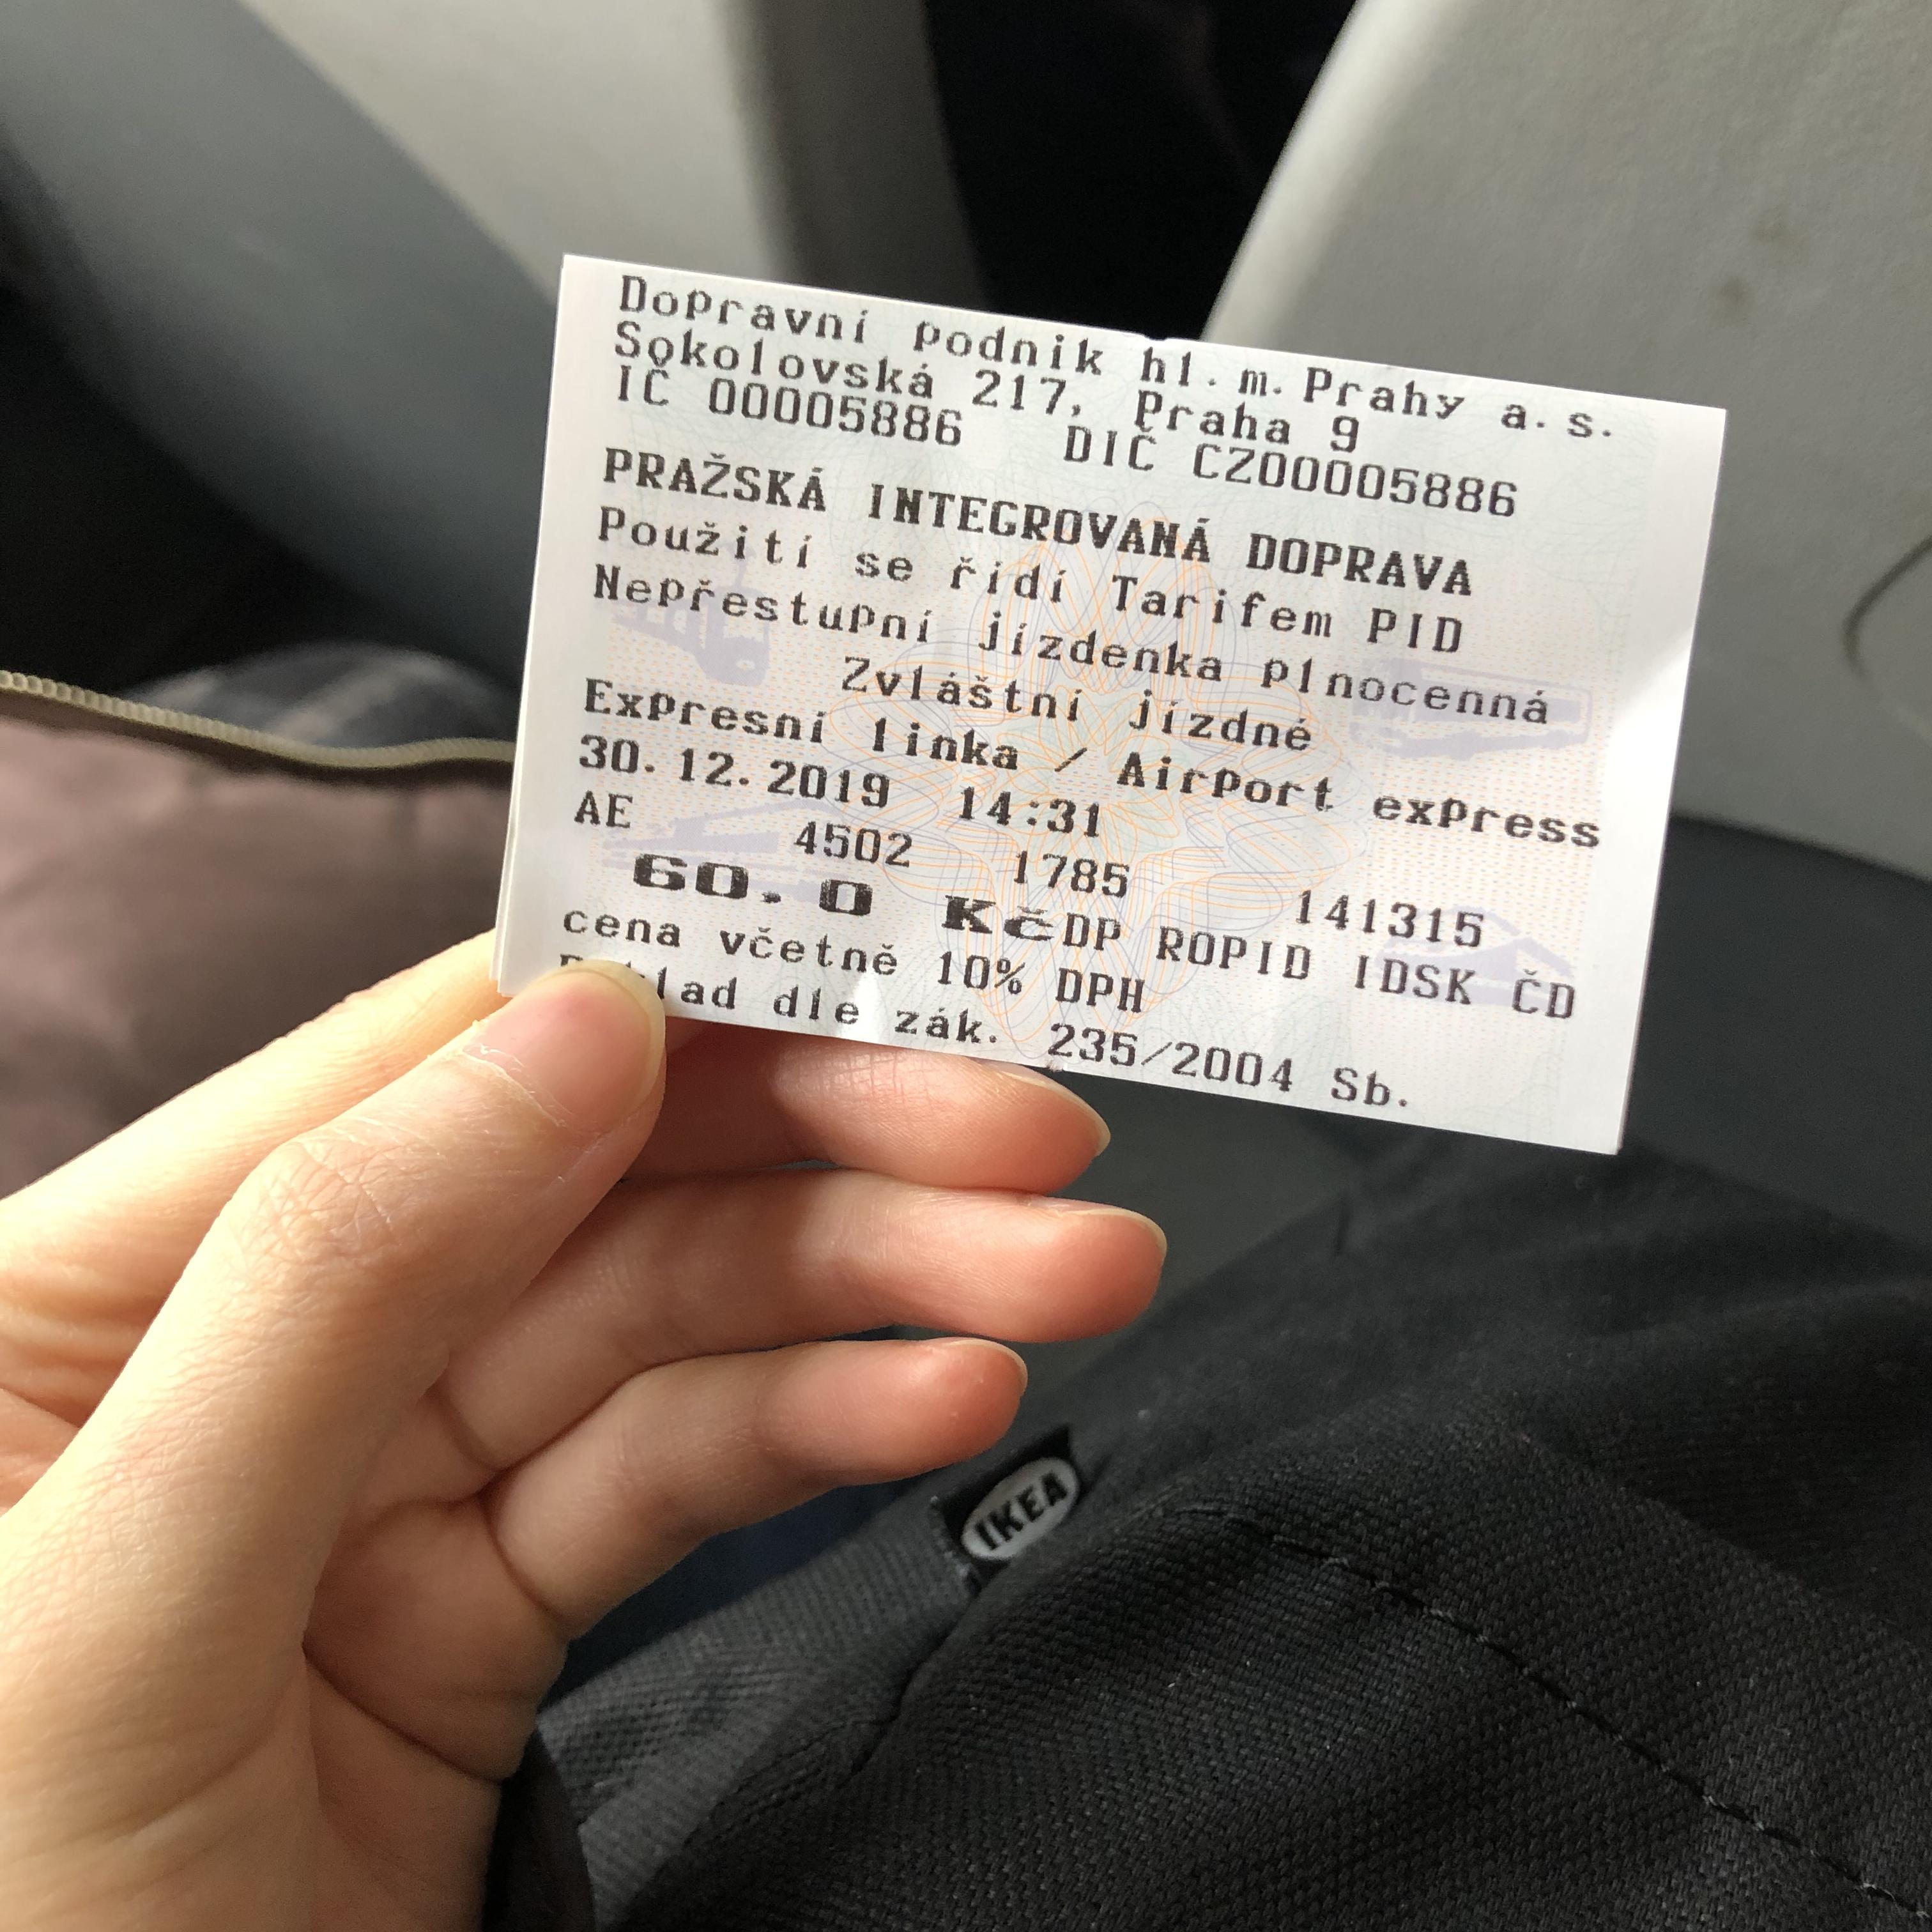 Dopravní podnik hl.m.Prahy a.s.
Sokolovská 217, Praha 9
IČ 00005886 DIČ CZ00005886
PRAŽSKÁ INTEGROVANÁ DOPRAVA
Použití se řídí Tarifem PID
Nepřestupní jízdenka plnocenná
Zvláštní jízdné
Expresní linka / Airport express
30.12.2019 14:31
AE 4502 1785 141315
60.0 Kč DP ROPID IDSK ČD
cena včetně 10% DPH
dle zák. 235/2004 Sb.
IKEA